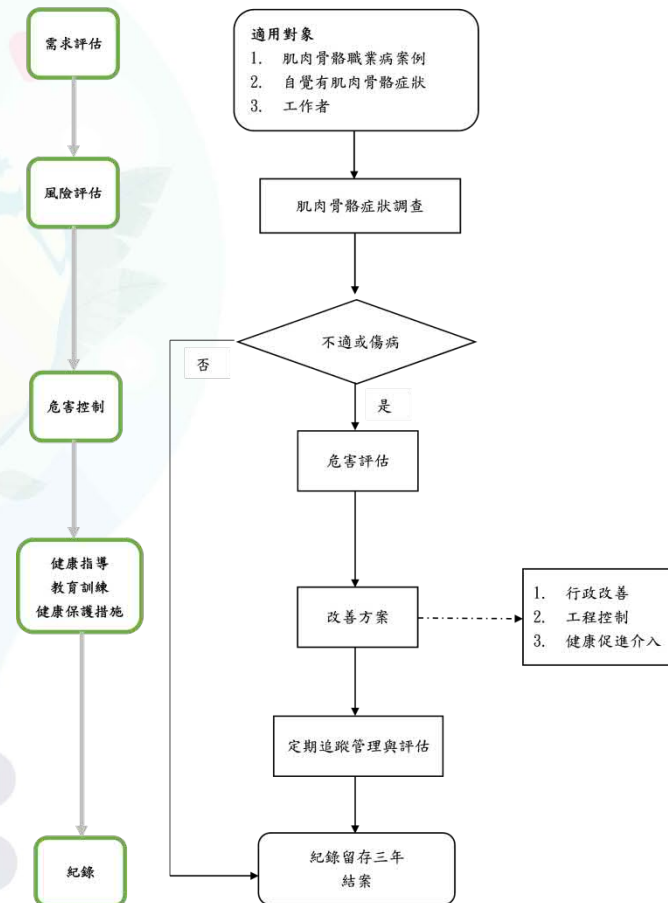 需求評估
風險評估
危害控制
健康指導
教育訓練
健康保護措施
紀錄
適用對象
1. 肌肉骨骼職業病案例
2. 自覺有肌肉骨骼症狀
3. 工作者
肌肉骨骼症狀調查
不適或傷病
否
是
危害評估
改善方案
1. 行政改善
2. 工程控制
3. 健康促進介入
定期追蹤管理與評估
紀錄留存三年
結案